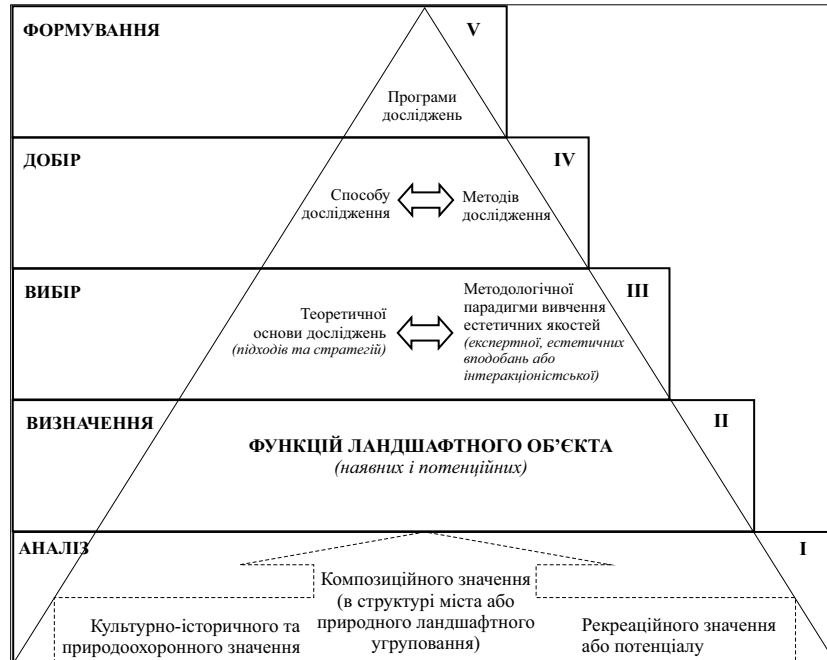 ФОРМУВАННЯ
V
Програми
досліджень
ДОБІР
IV
Способу
дослідження
Методів
дослідження
ВИБІР
III
Теоретичної
основи досліджень
(підходів та стратегій)
Методологічної
парадигми вивчення
естетичних якостей
(експертної, естетичних
вподобань або
інтеракціоністської)
ВИЗНАЧЕННЯ
II
ФУНКЦІЙ ЛАНДШАФТНОГО ОБ’ЄКТА
(наявних і потенційних)
АНАЛІЗ
I
Культурно-історичного та
природоохоронного значення
Композиційного значення
(в структурі міста або
природного ландшафтного
угруповання)
Рекреаційного значення
або потенціалу